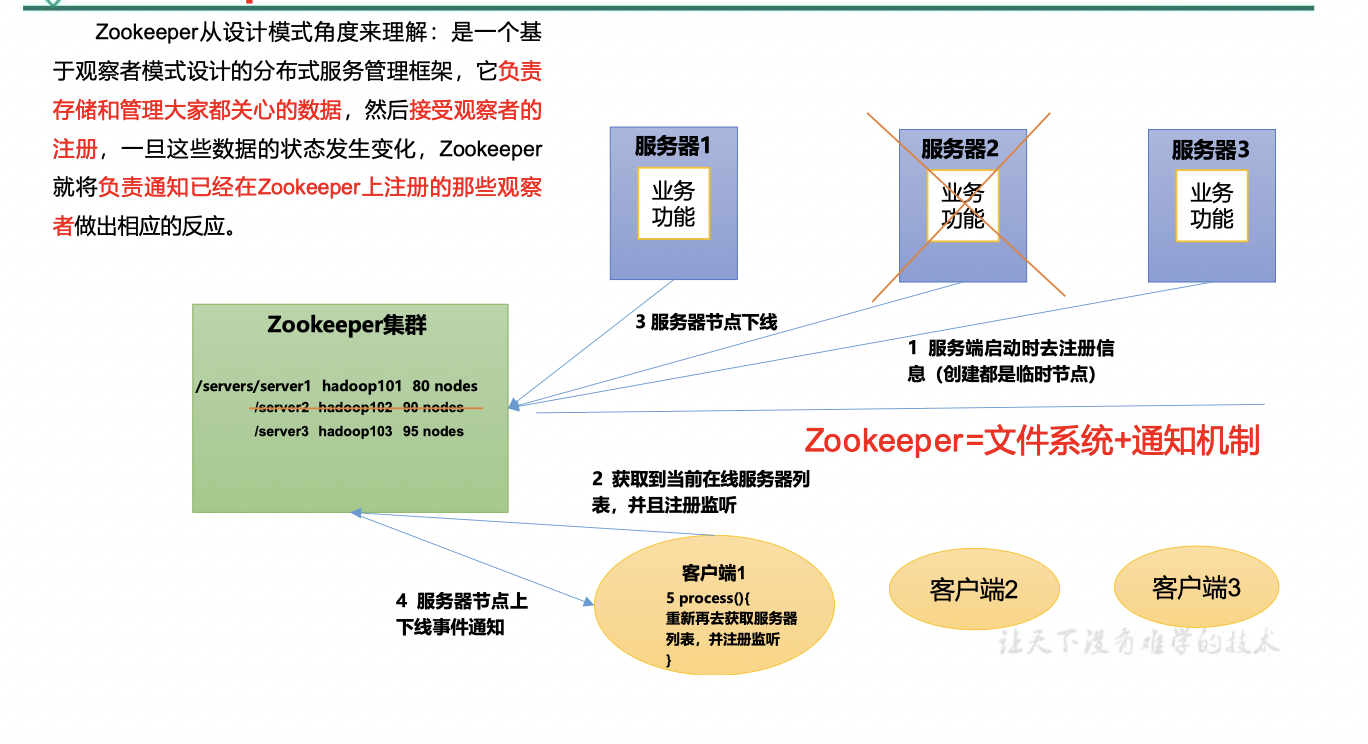 Zookeeper从设计模式角度来理解：是一个基
于观察者模式设计的分布式服务管理框架，它负责
存储和管理大家都关心的数据，然后接受观察者的
注册，一旦这些数据的状态发生变化，Zookeeper
就将负责通知已经在Zookeeper上注册的那些观察
者做出相应的反应。
服务器1
业务
功能
服务器2
业务
功能
服务器3
业务
功能
3 服务器节点下线
1 服务端启动时去注册信
息（创建都是临时节点）
Zookeeper集群
/servers/server1 hadoop101 80 nodes
/server2 hadoop102 90 nodes
/server3 hadoop103 95 nodes
Zookeeper=文件系统+通知机制
2 获取到当前在线服务器列
表，并且注册监听
4 服务器节点上
下线事件通知
客户端1
5 process(){
重新再去获取服务器
列表，并注册监听
}
客户端2
客户端3
让天下没有难学的技术